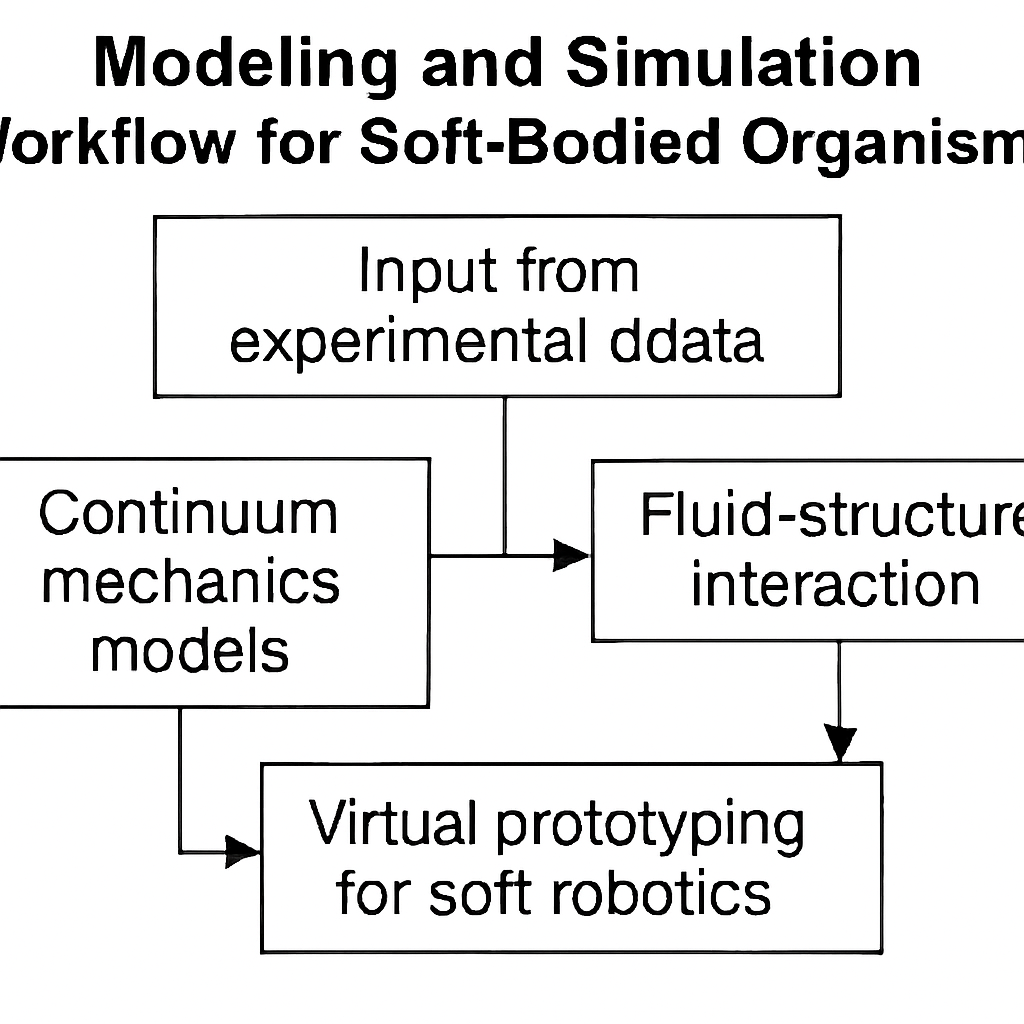 Modeling and Simulation
Workflow for Soft-Bodied Organism
Input from
experimental ddata
Continuum
mechanics
models
Fluid-structure
interaction
Virtual prototyping
for soft robotics